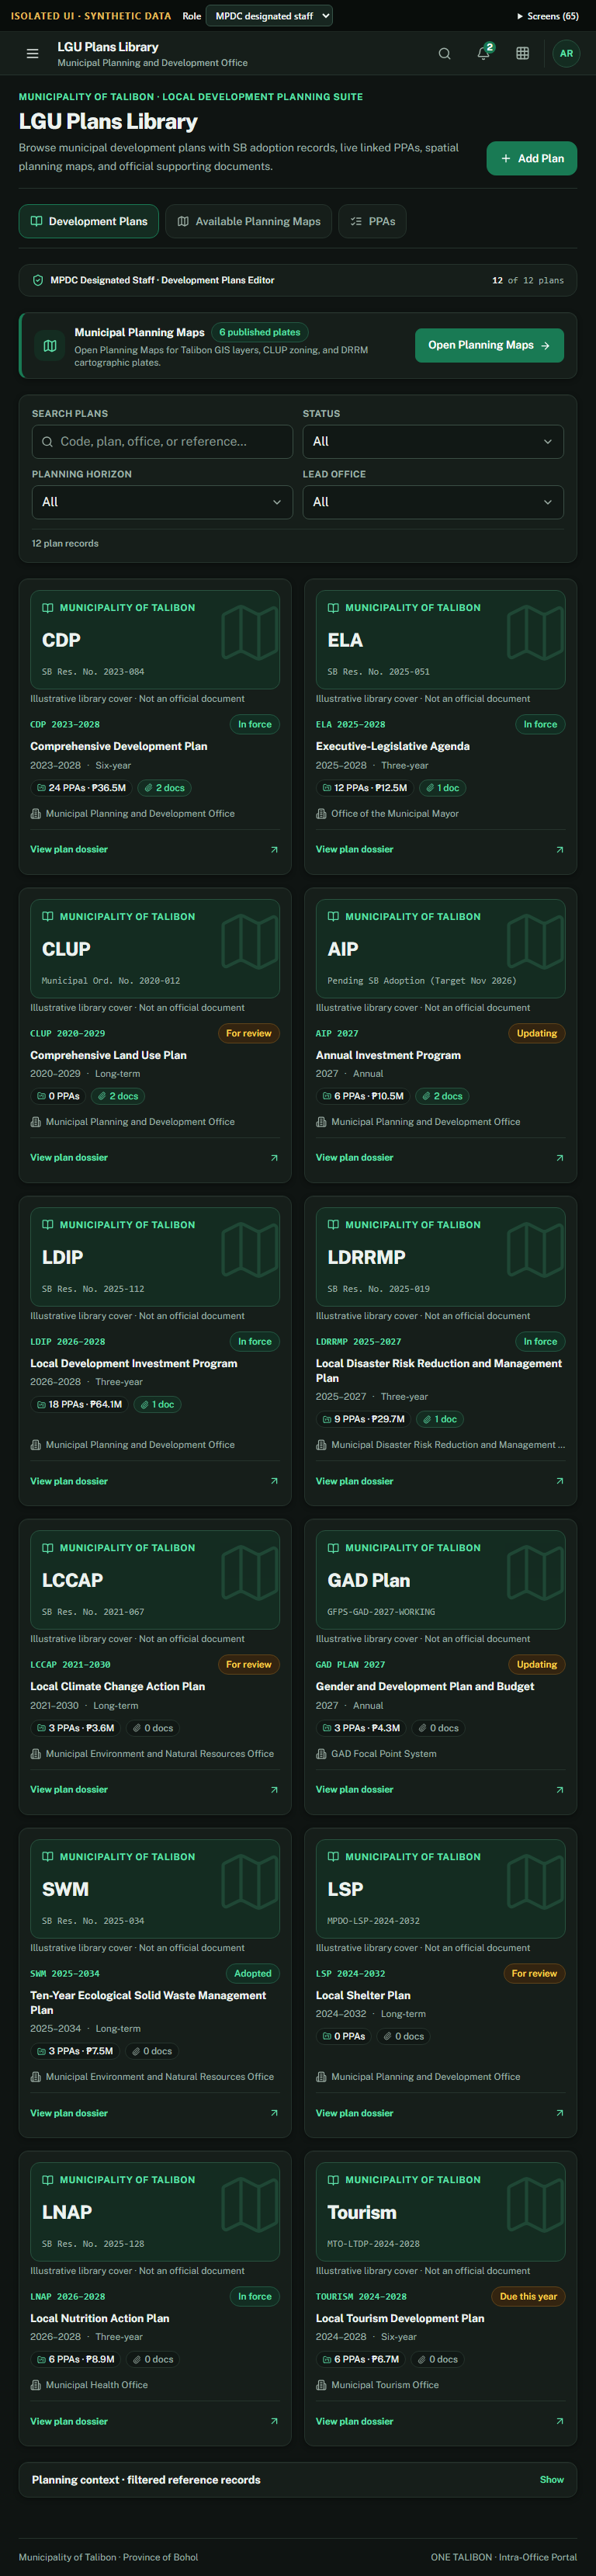 ISOLATED UI · SYNTHETIC DATA Role MPDC designated staff Screens (65)
LGU Plans Library
Municipal Planning and Development Office
2
AR
MUNICIPALITY OF TALIBON · LOCAL DEVELOPMENT PLANNING SUITE
LGU Plans Library
Browse municipal development plans with SB adoption records, live linked PPAs, spatial
planning maps, and official supporting documents.
Add Plan
Development Plans Available Planning Maps PPAs
MPDC Designated Staff · Development Plans Editor 12 of 12 plans
Municipal Planning Maps 6 published plates
Open Planning Maps for Talibon GIS layers, CLUP zoning, and DRRM
cartographic plates.
Open Planning Maps
SEARCH PLANS STATUS
Code, plan, office, or reference... All
PLANNING HORIZON LEAD OFFICE
All All
12 plan records
MUNICIPALITY OF TALIBON
CDP
SB Res. No. 2023-084
Illustrative library cover · Not an official document
CDP 2023–2028 In force
Comprehensive Development Plan
2023–2028 · Six-year
24 PPAs · ₱36.5M 2 docs
Municipal Planning and Development Office
View plan dossier
MUNICIPALITY OF TALIBON
ELA
SB Res. No. 2025-051
Illustrative library cover · Not an official document
ELA 2025–2028 In force
Executive-Legislative Agenda
2025–2028 · Three-year
12 PPAs · ₱12.5M 1 doc
Office of the Municipal Mayor
View plan dossier
MUNICIPALITY OF TALIBON
CLUP
Municipal Ord. No. 2020-012
Illustrative library cover · Not an official document
CLUP 2020–2029 For review
Comprehensive Land Use Plan
2020–2029 · Long-term
0 PPAs 2 docs
Municipal Planning and Development Office
View plan dossier
MUNICIPALITY OF TALIBON
AIP
Pending SB Adoption (Target Nov 2026)
Illustrative library cover · Not an official document
AIP 2027 Updating
Annual Investment Program
2027 · Annual
6 PPAs · ₱10.5M 2 docs
Municipal Planning and Development Office
View plan dossier
MUNICIPALITY OF TALIBON
LDIP
SB Res. No. 2025-112
Illustrative library cover · Not an official document
LDIP 2026–2028 In force
Local Development Investment Program
2026–2028 · Three-year
18 PPAs · ₱64.1M 1 doc
Municipal Planning and Development Office
View plan dossier
MUNICIPALITY OF TALIBON
LDRRMP
SB Res. No. 2025-019
Illustrative library cover · Not an official document
LDRRMP 2025–2027 In force
Local Disaster Risk Reduction and Management
Plan
2025–2027 · Three-year
9 PPAs · ₱29.7M 1 doc
Municipal Disaster Risk Reduction and Management ...
View plan dossier
MUNICIPALITY OF TALIBON
LCCAP
SB Res. No. 2021-067
Illustrative library cover · Not an official document
LCCAP 2021–2030 For review
Local Climate Change Action Plan
2021–2030 · Long-term
3 PPAs · ₱3.6M 0 docs
Municipal Environment and Natural Resources Office
View plan dossier
MUNICIPALITY OF TALIBON
GAD Plan
GFPS-GAD-2027-WORKING
Illustrative library cover · Not an official document
GAD PLAN 2027 Updating
Gender and Development Plan and Budget
2027 · Annual
3 PPAs · ₱4.3M 0 docs
GAD Focal Point System
View plan dossier
MUNICIPALITY OF TALIBON
SWM
SB Res. No. 2025-034
Illustrative library cover · Not an official document
SWM 2025–2034 Adopted
Ten-Year Ecological Solid Waste Management
Plan
2025–2034 · Long-term
3 PPAs · ₱7.5M 0 docs
Municipal Environment and Natural Resources Office
View plan dossier
MUNICIPALITY OF TALIBON
LSP
MPDO-LSP-2024-2032
Illustrative library cover · Not an official document
LSP 2024–2032 For review
Local Shelter Plan
2024–2032 · Long-term
0 PPAs 0 docs
Municipal Planning and Development Office
View plan dossier
MUNICIPALITY OF TALIBON
LNAP
SB Res. No. 2025-128
Illustrative library cover · Not an official document
LNAP 2026–2028 In force
Local Nutrition Action Plan
2026–2028 · Three-year
6 PPAs · ₱8.9M 0 docs
Municipal Health Office
View plan dossier
MUNICIPALITY OF TALIBON
Tourism
MTO-LTDP-2024-2028
Illustrative library cover · Not an official document
TOURISM 2024–2028 Due this year
Local Tourism Development Plan
2024–2028 · Six-year
6 PPAs · ₱6.7M 0 docs
Municipal Tourism Office
View plan dossier
Planning context · filtered reference records Show
Municipality of Talibon · Province of Bohol ONE TALIBON · Intra-Office Portal